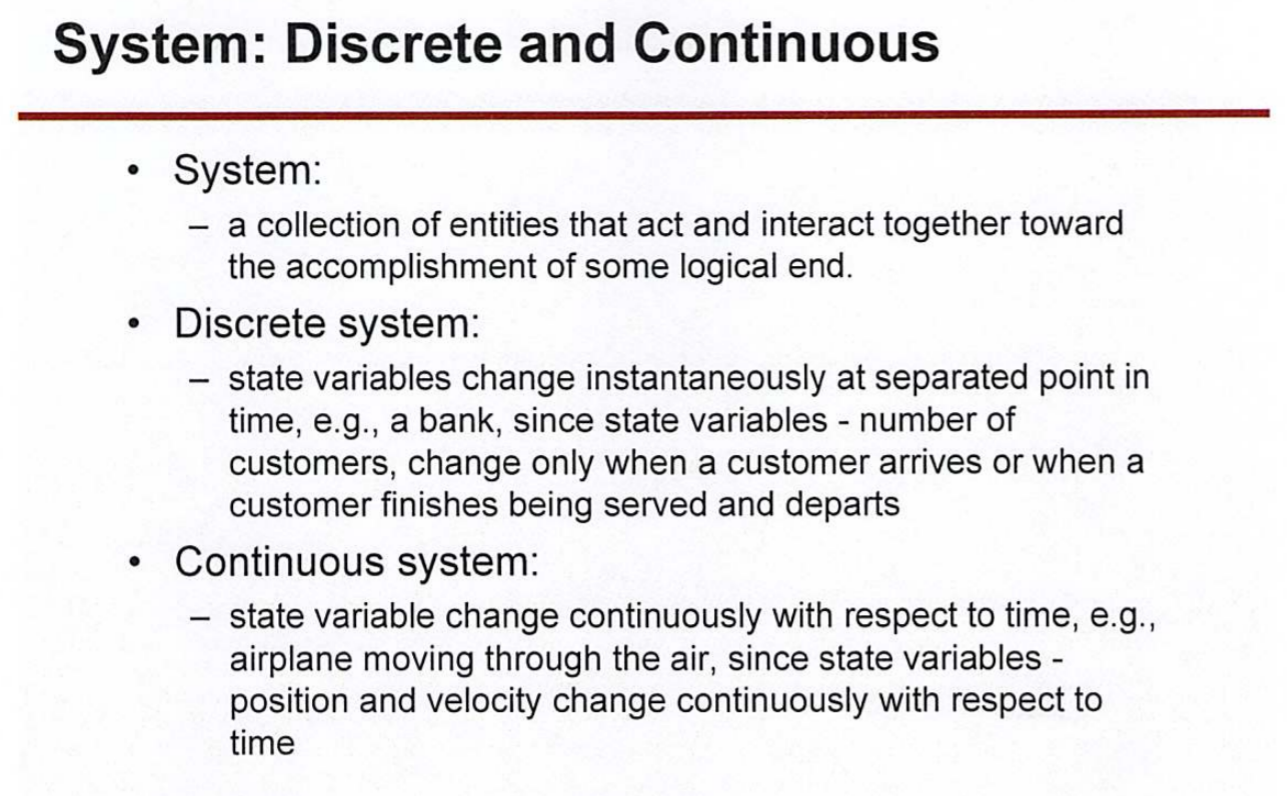 System: Discrete and Continuous
• System:
– a collection of entities that act and interact together toward
the accomplishment of some logical end.
• Discrete system:
– state variables change instantaneously at separated point in
time, e.g., a bank, since state variables - number of
customers, change only when a customer arrives or when a
customer finishes being served and departs
• Continuous system:
– state variable change continuously with respect to time, e.g.,
airplane moving through the air, since state variables -
position and velocity change continuously with respect to
time